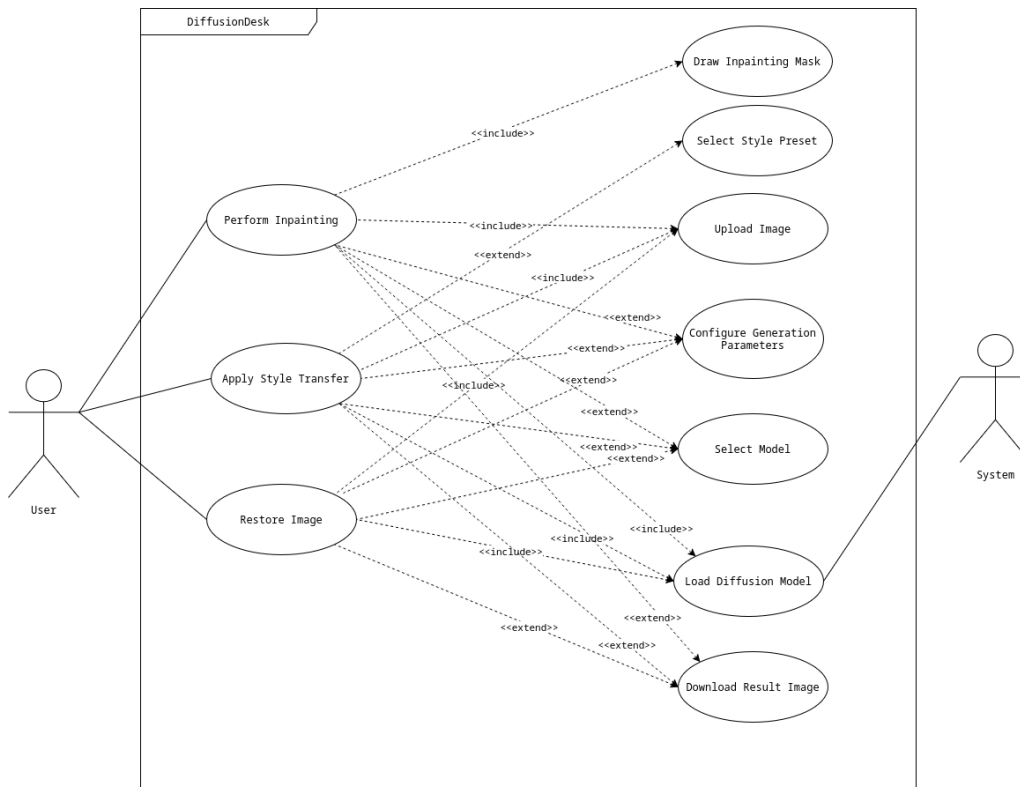 DiffusionDesk
Draw Inpainting Mask
<<include>>
Select Style Preset
Perform Inpainting
<<include>>
Upload Image
<<extend>>
<<include>>
<<extend>>
Configure Generation
Parameters
<<extend>>
Apply Style Transfer
<<include>>
<<extend>>
<<extend>>
<<extend>>
Select Model
<<extend>>
User
System
Restore Image
<<include>>
<<include>>
<<include>>
Load Diffusion Model
<<extend>>
<<extend>>
<<extend>>
Download Result Image